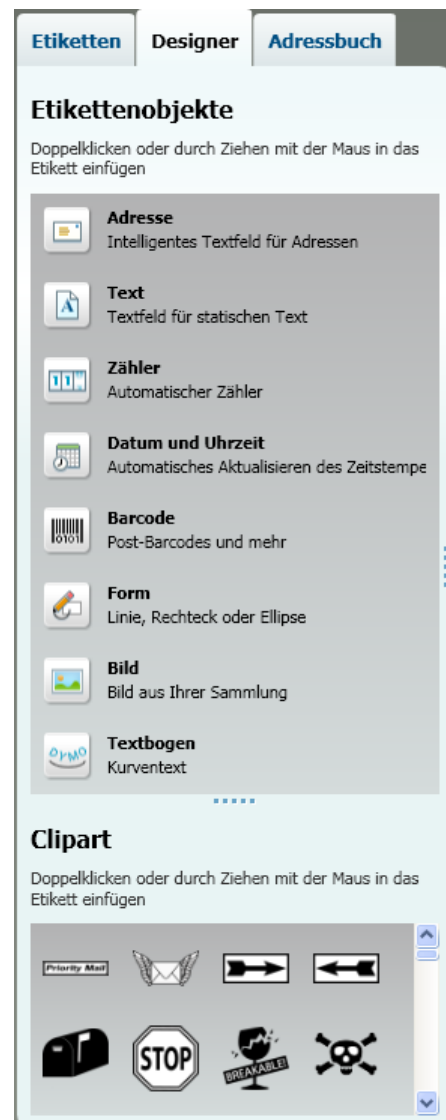 Etiketten Designer Adressbuch
Etikettenobjekte
Doppelklicken oder durch Ziehen mit der Maus in das
Etikett einfügen
Adresse
Intelligentes Textfeld für Adressen
A Text
Textfeld für statischen Text
11
Zähler
Automatischer Zähler
Datum und Uhrzeit
Automatisches Aktualisieren des Zeitstempe
0101
Barcode
Post-Barcodes und mehr
Form
Linie, Rechteck oder Ellipse
Bild
Bild aus Ihrer Sammlung
DYMO
Textbogen
Kurventext
Clipart
Doppelklicken oder durch Ziehen mit der Maus in das
Etikett einfügen
Priority Mail
STOP
BREAKABLE!